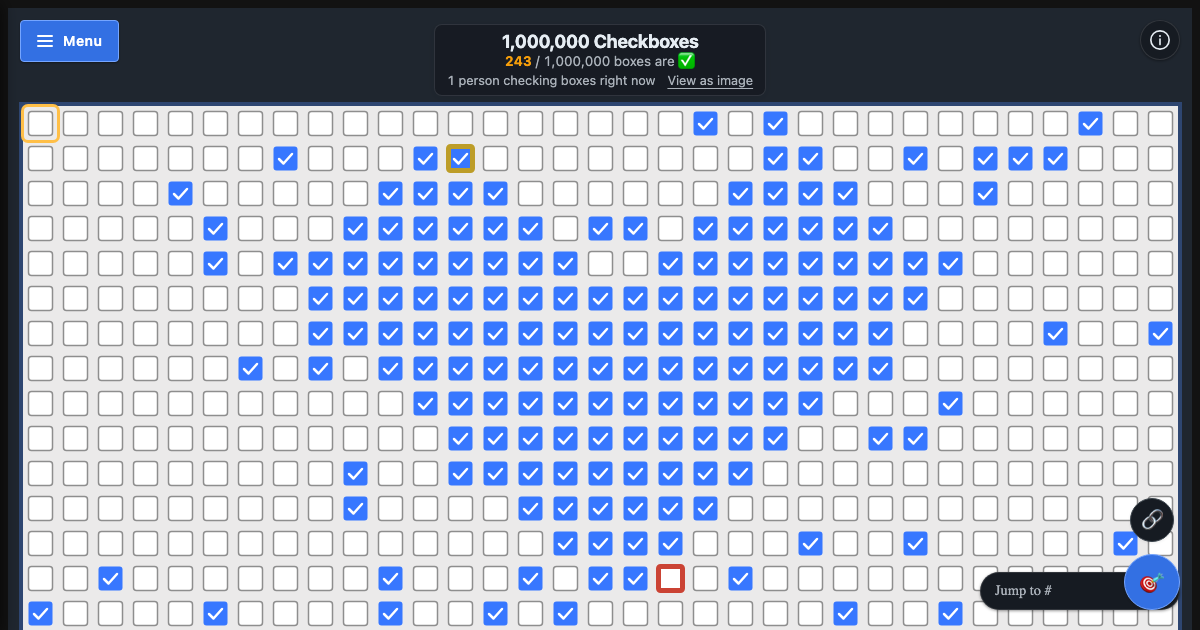 Menu
1,000,000 Checkboxes
243 / 1,000,000 boxes are ✅
1 person checking boxes right now View as image
Jump to #